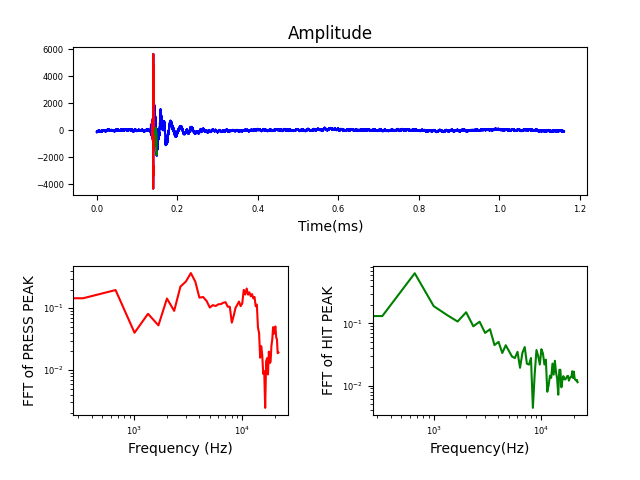 Amplitude
6000
4000
2000
0
−2000
−4000
0.0 0.2 0.4 0.6 0.8 1.0 1.2
Time(ms)
FFT of PRESS PEAK
10⁻¹
10⁻²
10³ 10⁴
Frequency (Hz)
FFT of HIT PEAK
10⁻¹
10⁻²
10³ 10⁴
Frequency(Hz)